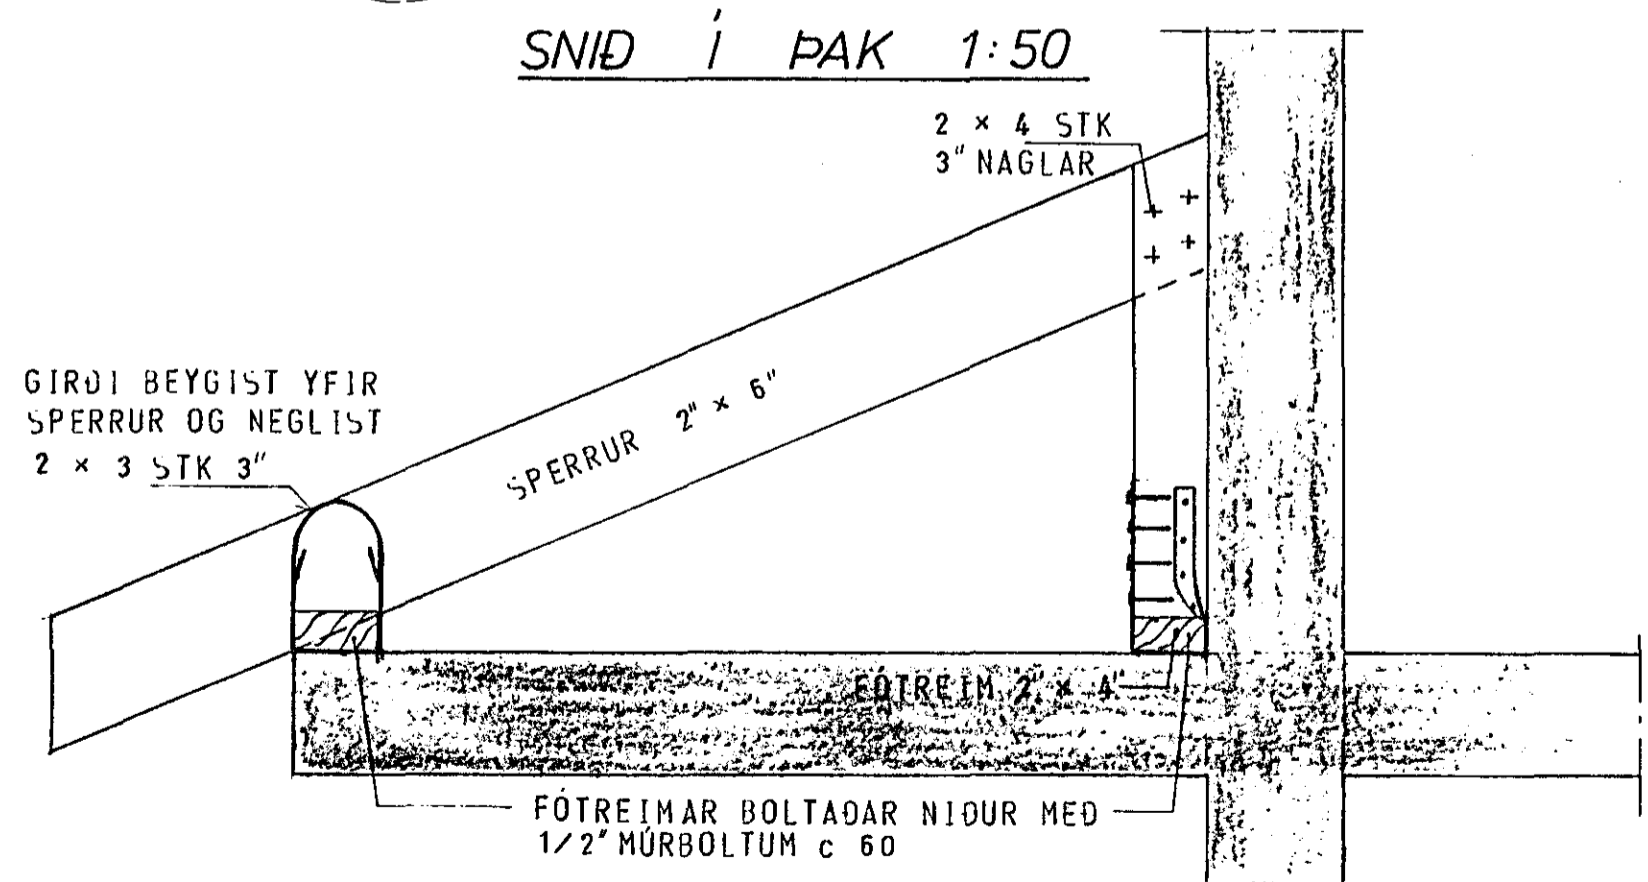 SNIÐ Í ÞAK 1:50
2 × 4 STK
3" NAGLAR
GIRÐI BEYGIST YFIR
SPERRUR OG NEGLIST
2 × 3 STK 3"
SPERRUR 2" × 6"
FÓTREIM 2" × 4"
FÓTREIMAR BOLTAÐAR NIÐUR MEÐ
1/2" MÚRBOLTUM c 60